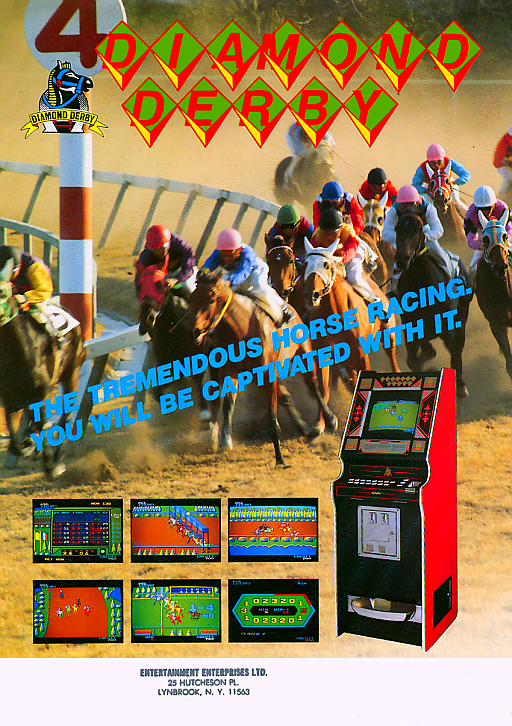 4
DIAMOND
DERBY
DIAMOND DERBY
THE TREMENDOUS HORSE RACING.
YOU WILL BE CAPTIVATED WITH IT.
ENTERTAINMENT ENTERPRISES LTD.
25 HUTCHESON PL.
LYNBROOK, N. Y. 11563